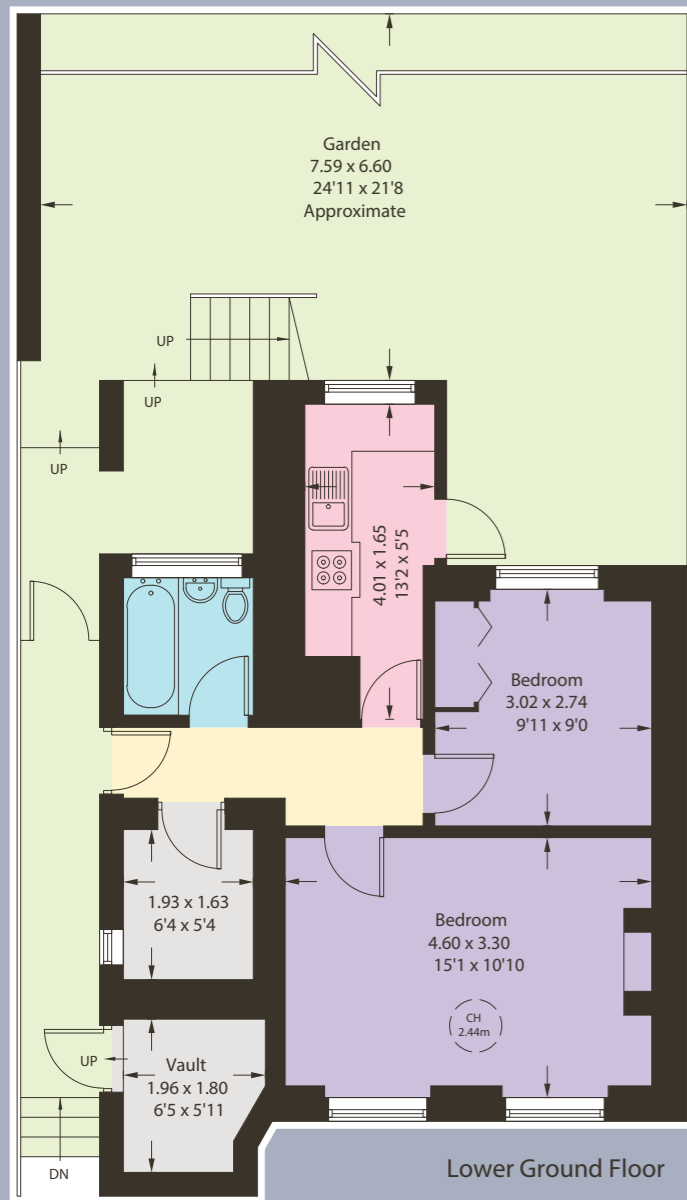 Garden
7.59 x 6.60
24'11 x 21'8
Approximate
UP
UP
UP
4.01 x 1.65
13'2 x 5'5
Bedroom
3.02 x 2.74
9'11 x 9'0
1.93 x 1.63
6'4 x 5'4
Bedroom
4.60 x 3.30
15'1 x 10'10
CH
2.44m
UP
Vault
1.96 x 1.80
6'5 x 5'11
DN
Lower Ground Floor